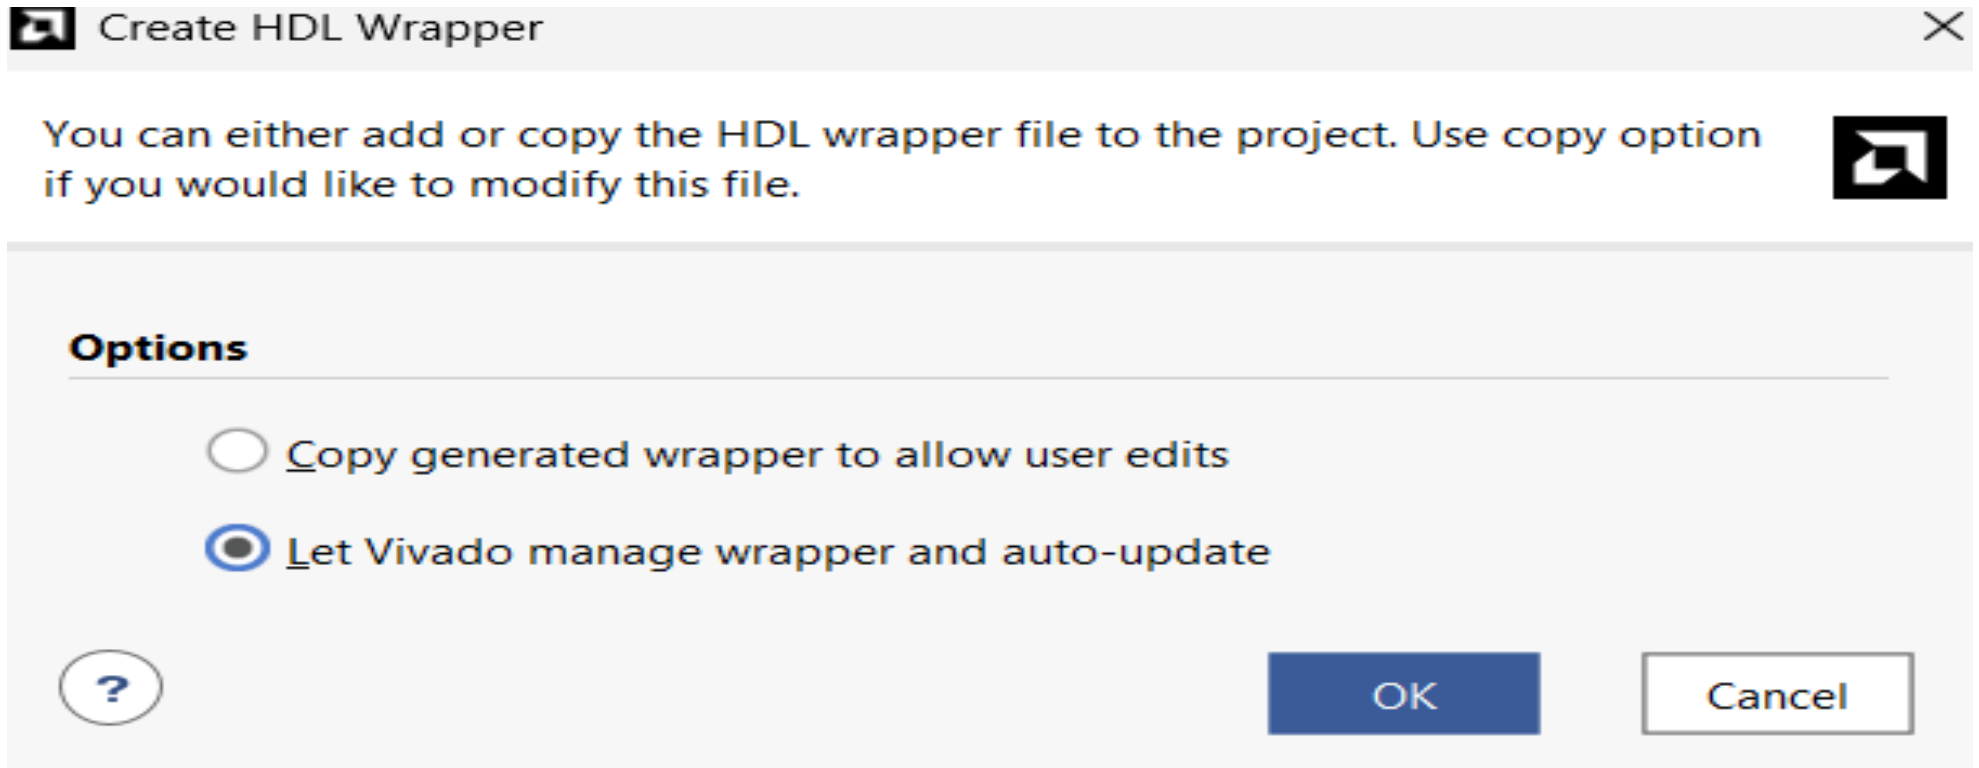 Create HDL Wrapper
You can either add or copy the HDL wrapper file to the project. Use copy option
if you would like to modify this file.
Options
Copy generated wrapper to allow user edits
Let Vivado manage wrapper and auto-update
?
OK
Cancel